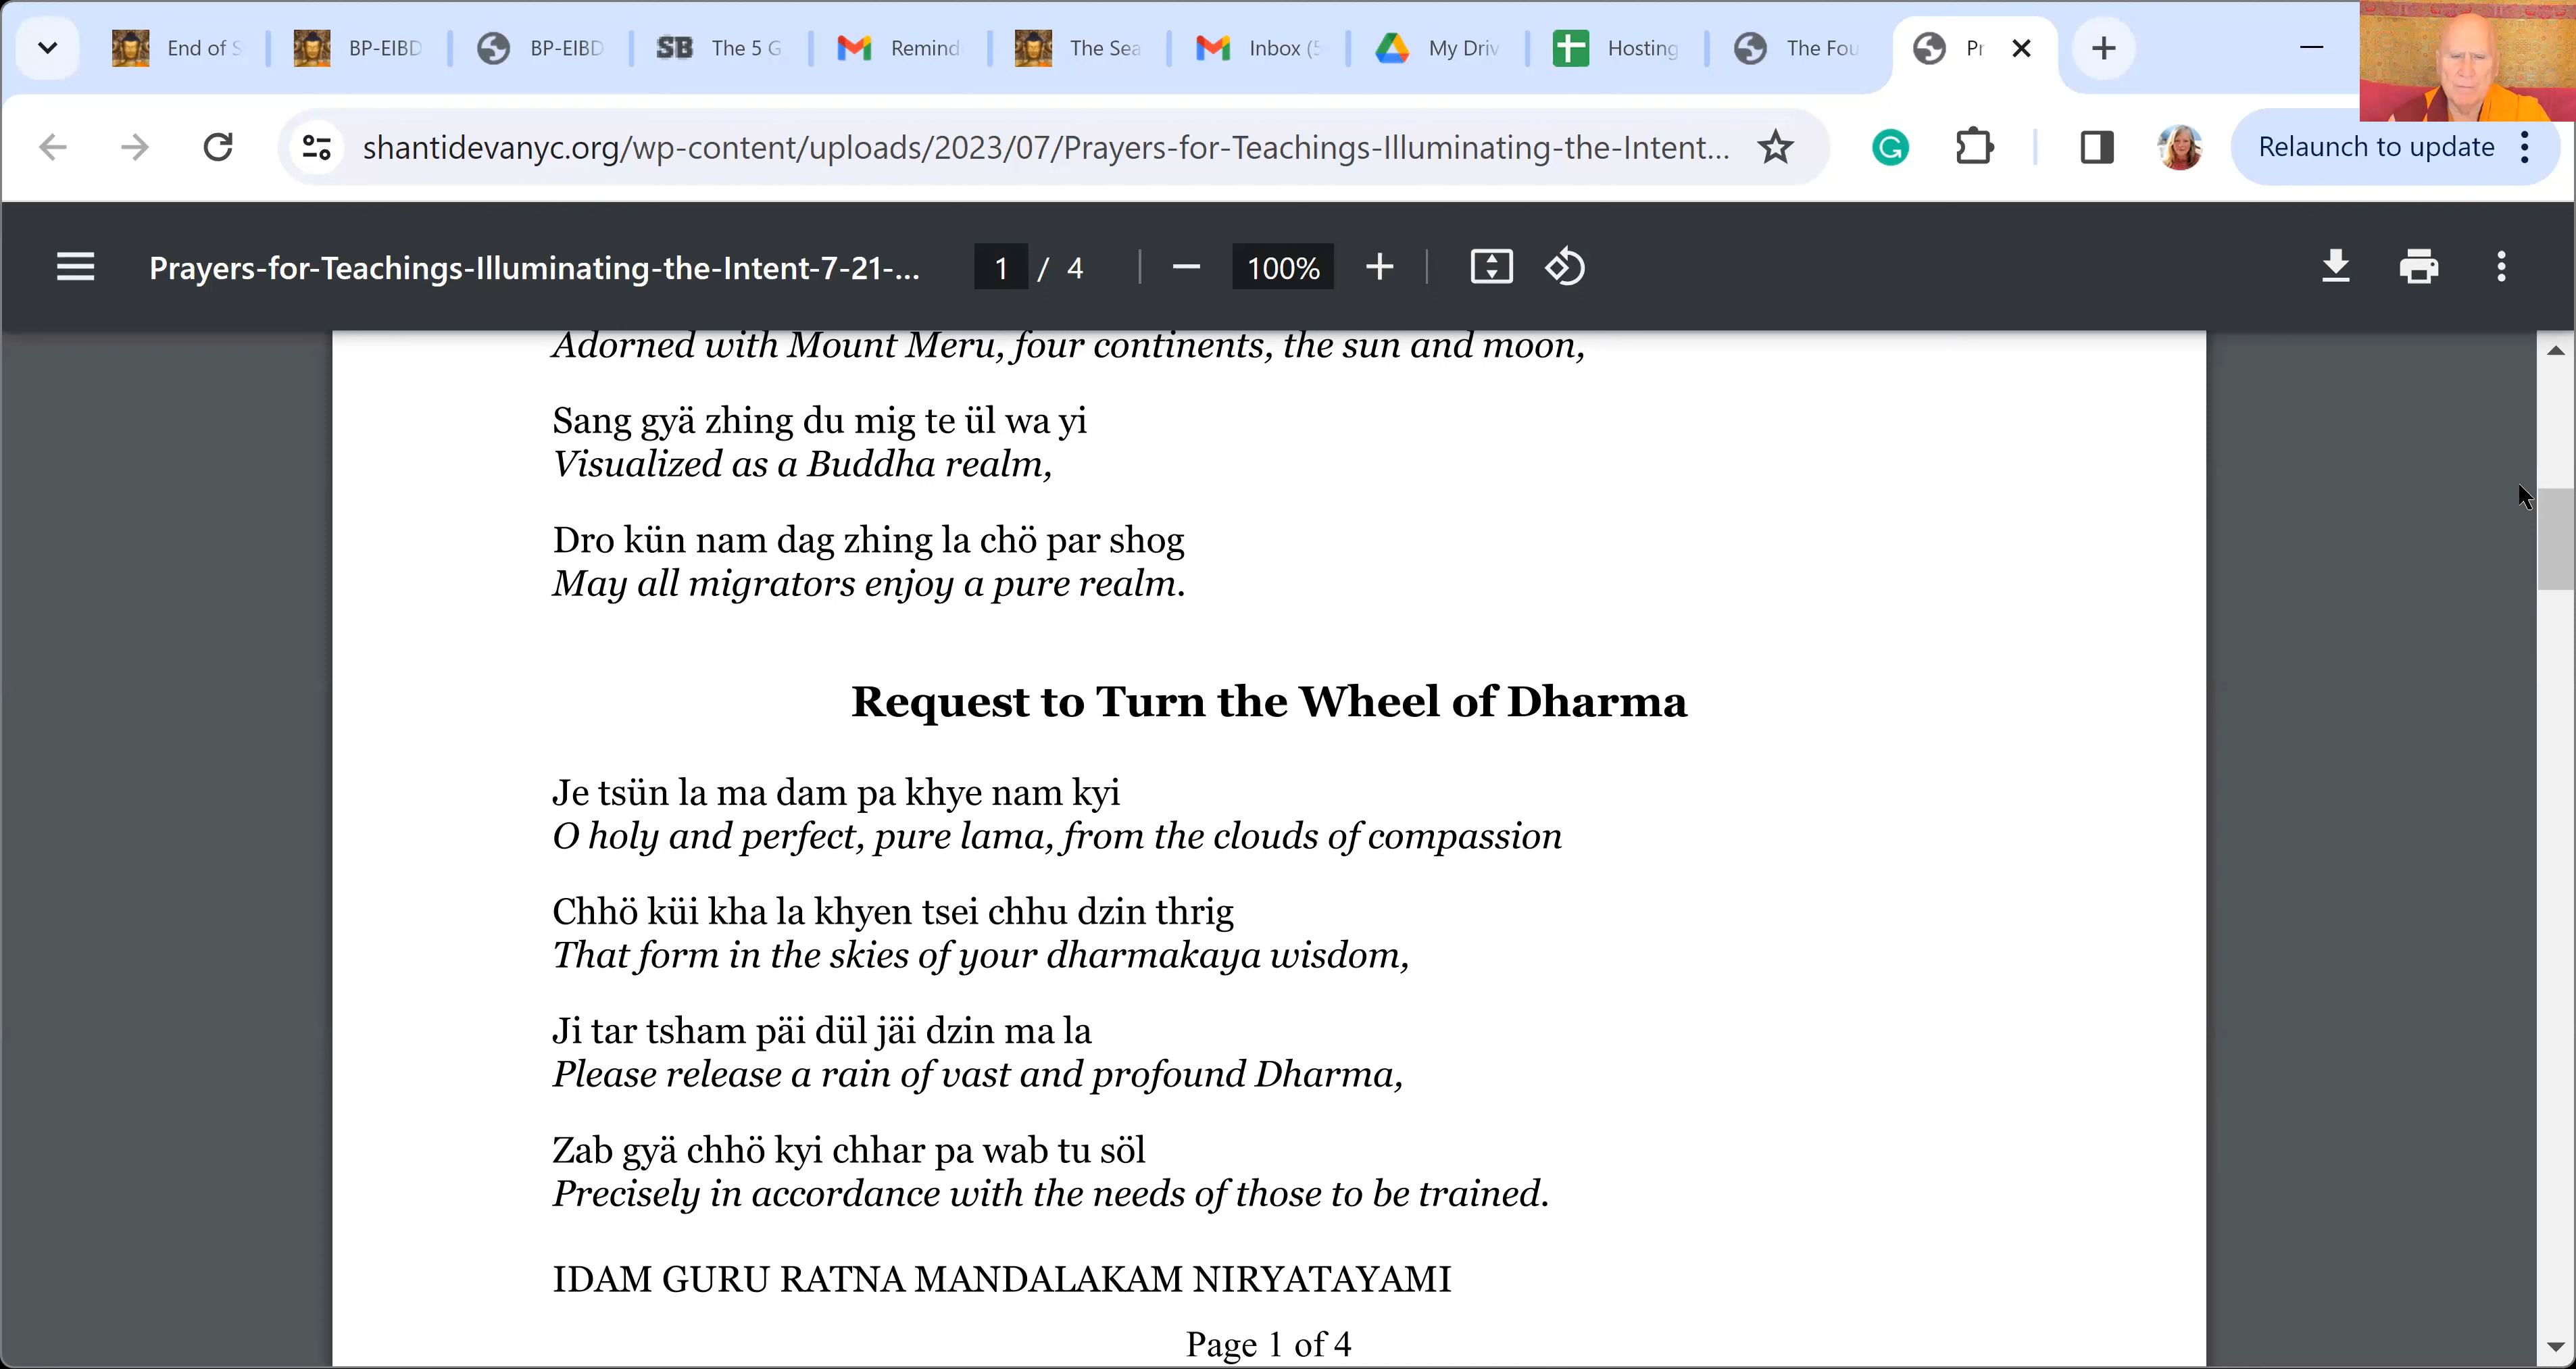 End of S
BP-EIBD
BP-EIBD
SB The 5 G
Remind
The Sea
Inbox (5
My Driv
Hosting
The Fou
Pr
shantidevanyc.org/wp-content/uploads/2023/07/Prayers-for-Teachings-Illuminating-the-Intent...
Relaunch to update
Prayers-for-Teachings-Illuminating-the-Intent-7-21-...
1 / 4
100%
Adorned with Mount Meru, four continents, the sun and moon,
Sang gyä zhing du mig te ül wa yi
Visualized as a Buddha realm,
Dro kün nam dag zhing la chö par shog
May all migrators enjoy a pure realm.
Request to Turn the Wheel of Dharma
Je tsün la ma dam pa khye nam kyi
O holy and perfect, pure lama, from the clouds of compassion
Chhö küi kha la khyen tsei chhu dzin thrig
That form in the skies of your dharmakaya wisdom,
Ji tar tsham päi dül jäi dzin ma la
Please release a rain of vast and profound Dharma,
Zab gyä chhö kyi chhar pa wab tu söl
Precisely in accordance with the needs of those to be trained.
IDAM GURU RATNA MANDALAKAM NIRYATAYAMI
Page 1 of 4